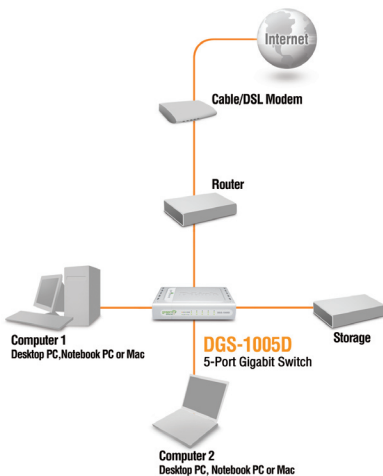 Internet
Cable/DSL Modem
Router
Computer 1
Desktop PC,Notebook PC or Mac
DGS-1005D
5-Port Gigabit Switch
Storage
Computer 2
Desktop PC, Notebook PC or Mac